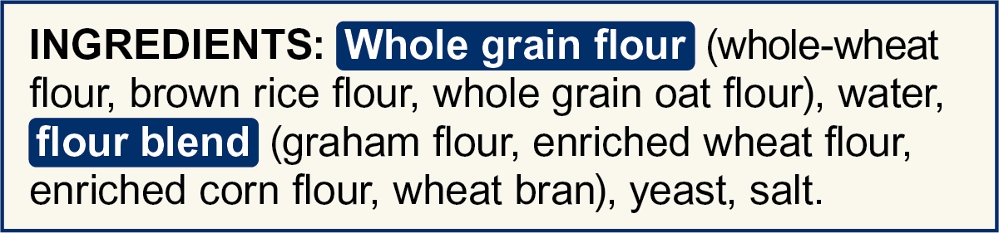 INGREDIENTS: Whole grain flour (whole-wheat
flour, brown rice flour, whole grain oat flour), water,
flour blend (graham flour, enriched wheat flour,
enriched corn flour, wheat bran), yeast, salt.